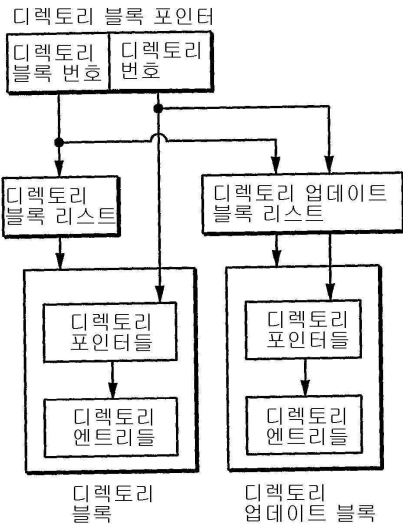 디렉토리 블록 포인터
디렉토리
블록 번호
디렉토리
번호
디렉토리
블록 리스트
디렉토리 업데이트
블록 리스트
디렉토리
포인터들
디렉토리
포인터들
디렉토리
엔트리들
디렉토리
엔트리들
디렉토리
블록
디렉토리
업데이트 블록